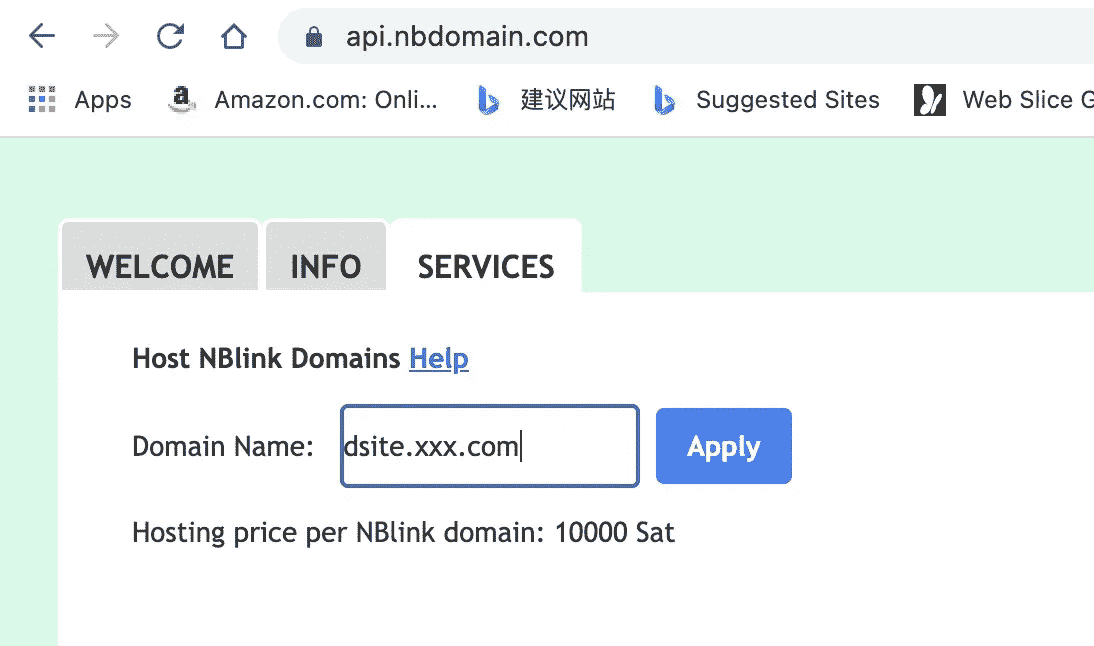 api.nbdomain.com
Apps Amazon.com: Onli... 建议网站 Suggested Sites Web Slice G
WELCOME INFO SERVICES
Host NBlink Domains Help
Domain Name: dsite.xxx.com Apply
Hosting price per NBlink domain: 10000 Sat